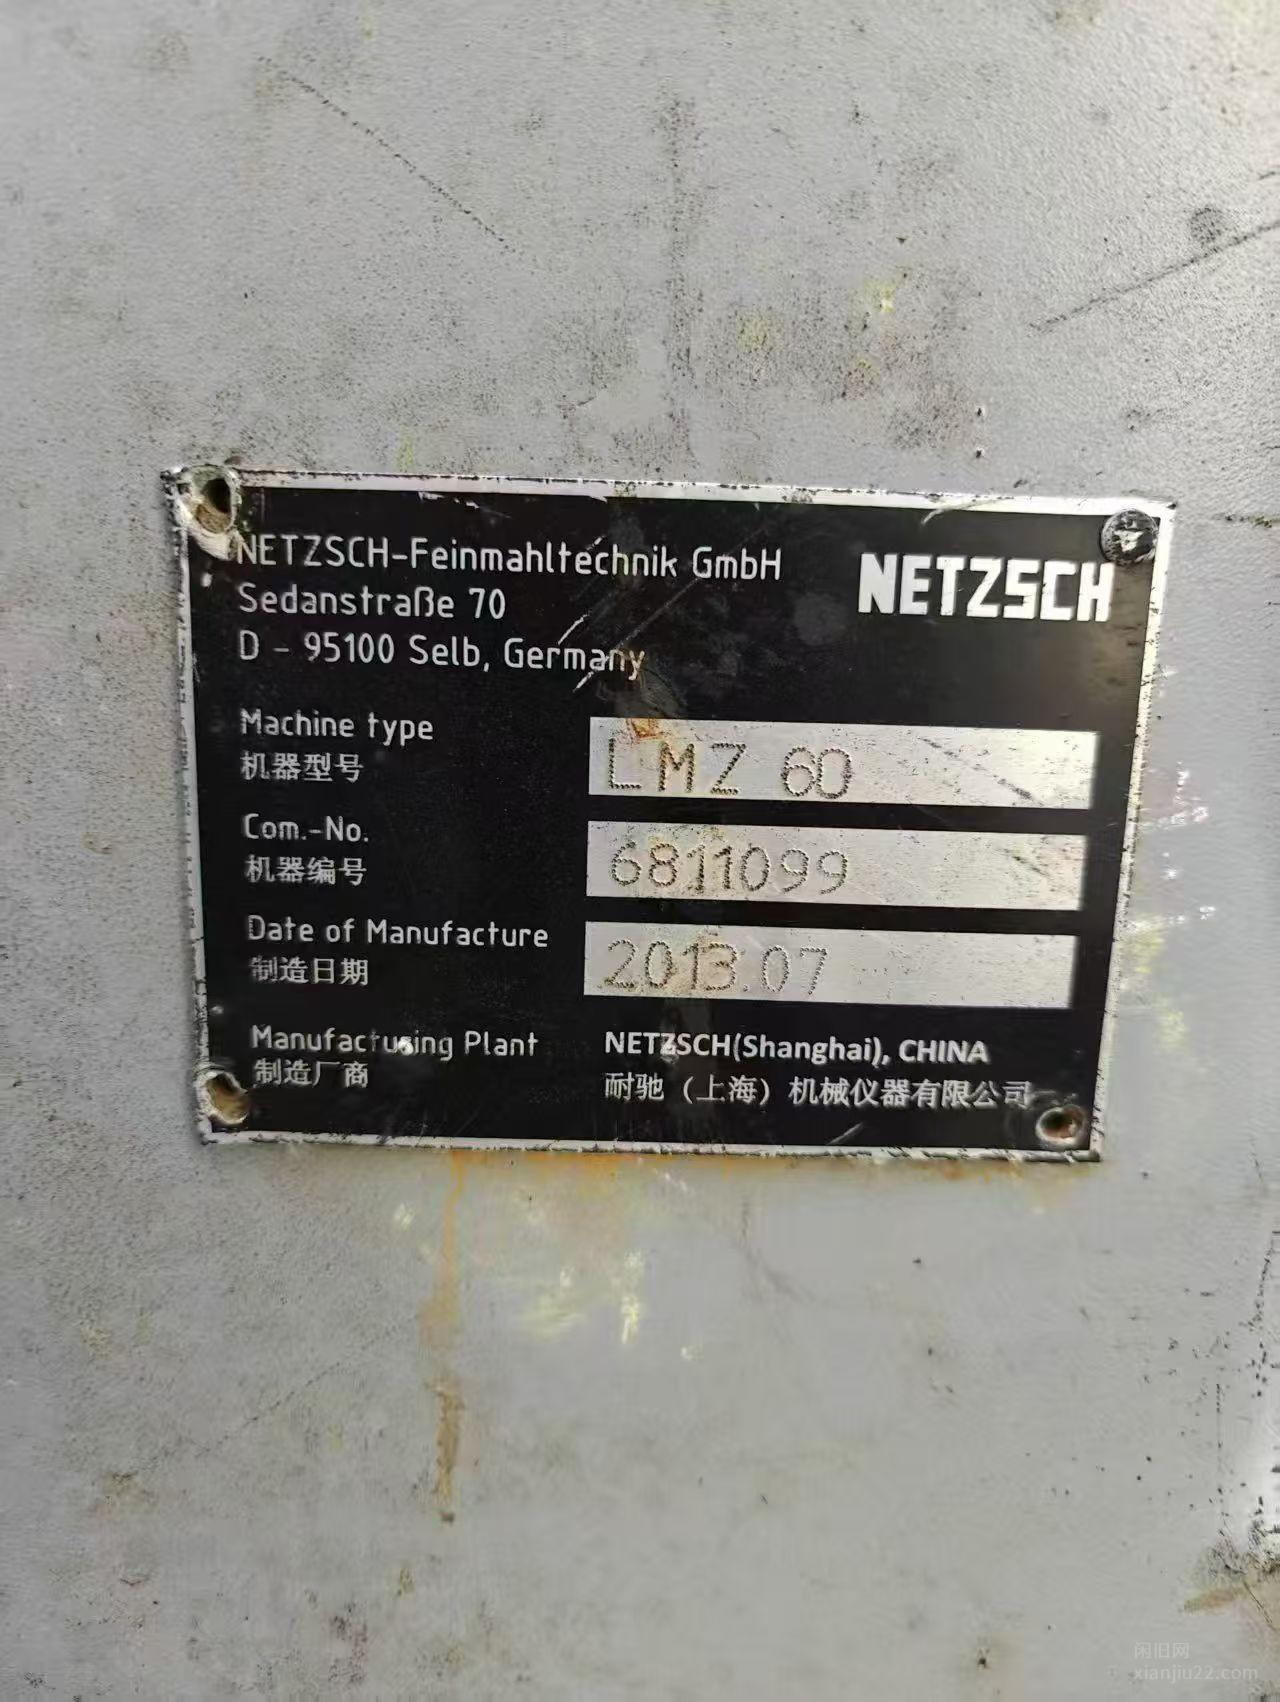 NETZSCH-Feinmahltechnik GmbH
Sedanstraße 70
D - 95100 Selb, Germany
NETZSCH
Machine type
机器型号
LMZ 60
Com.-No.
机器编号
6811099
Date of Manufacture
制造日期
2013.07
Manufacturing Plant
制造厂商
NETZSCH(Shanghai), CHINA
耐驰（上海）机械仪器有限公司
闲旧网
xianjiu22.com